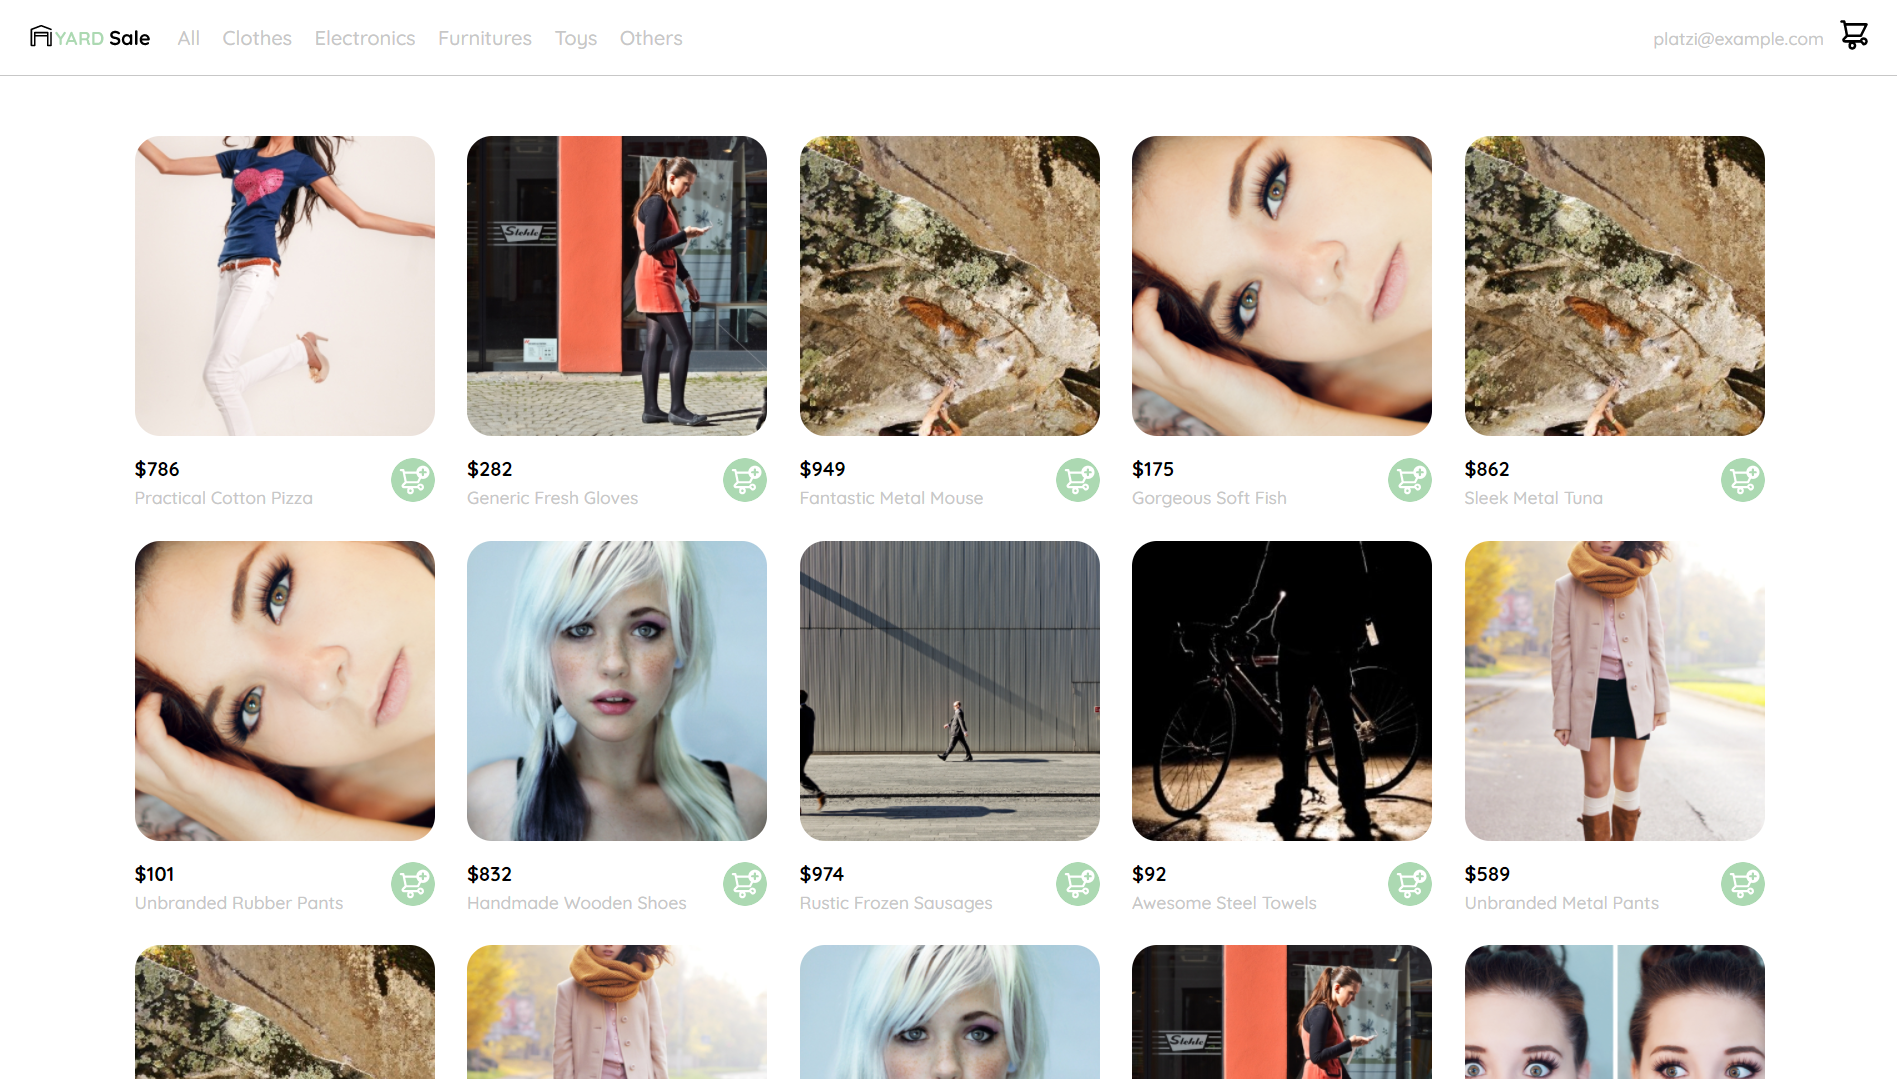 YARD Sale All Clothes Electronics Furnitures Toys Others platzi@example.com
Stehle
$786 $282 $949 $175 $862
Practical Cotton Pizza Generic Fresh Gloves Fantastic Metal Mouse Gorgeous Soft Fish Sleek Metal Tuna
$101 $832 $974 $92 $589
Unbranded Rubber Pants Handmade Wooden Shoes Rustic Frozen Sausages Awesome Steel Towels Unbranded Metal Pants
Stehle